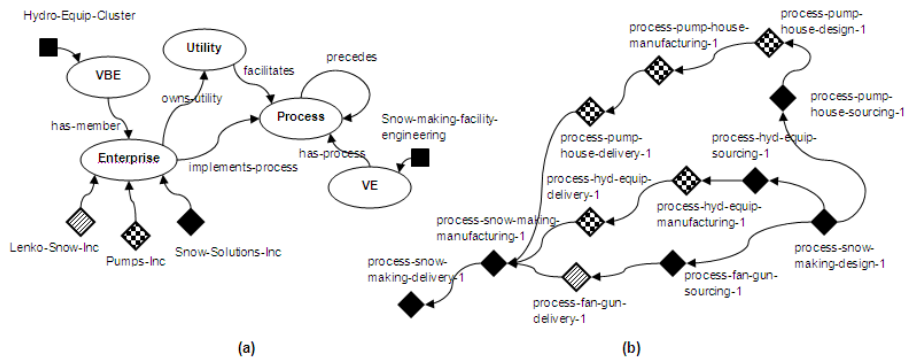 Hydro-Equip-Cluster
VBE
has-member
Utility
owns-utility
facilitates
precedes
Process
Enterprise
implements-process
has-process
Snow-making-facility-
engineering
VE
Lenko-Snow-Inc
Pumps-Inc
Snow-Solutions-Inc
(a)
process-pump-house-
manufacturing-1
process-pump-
house-design-1
process-pump-
house-sourcing-1
process-pump-
house-delivery-1
process-hyd-equip-
sourcing-1
process-hyd-equip-
delivery-1
process-hyd-equip-
manufacturing-1
process-snow-making-
manufacturing-1
process-snow-
making-design-1
process-snow-
making-delivery-1
process-fan-gun-
sourcing-1
process-fan-gun-
delivery-1
(b)